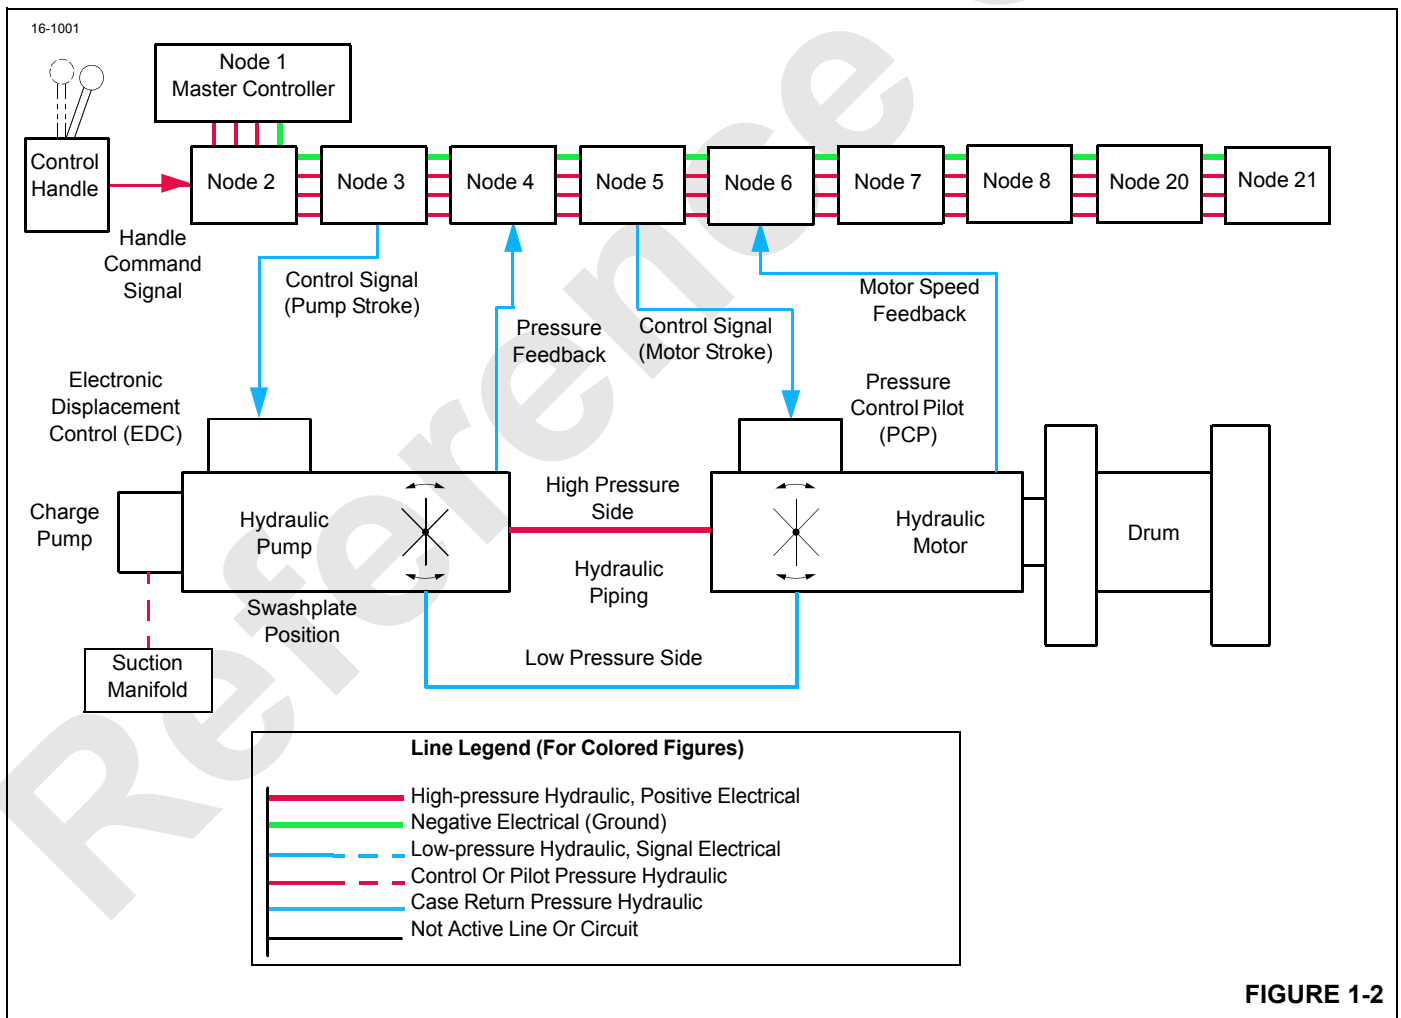 16-1001
Node 1
Master Controller
Control
Handle
Node 2
Node 3
Node 4
Node 5
Node 6
Node 7
Node 8
Node 20
Node 21
Handle
Command
Signal
Control Signal
(Pump Stroke)
Pressure
Feedback
Control Signal
(Motor Stroke)
Motor Speed
Feedback
Electronic
Displacement
Control (EDC)
Pressure
Control Pilot
(PCP)
Charge
Pump
Hydraulic
Pump
High Pressure
Side
Hydraulic
Motor
Drum
Hydraulic
Piping
Swashplate
Position
Low Pressure Side
Suction
Manifold
Line Legend (For Colored Figures)
High-pressure Hydraulic, Positive Electrical
Negative Electrical (Ground)
Low-pressure Hydraulic, Signal Electrical
Control Or Pilot Pressure Hydraulic
Case Return Pressure Hydraulic
Not Active Line Or Circuit
FIGURE 1-2
Reference